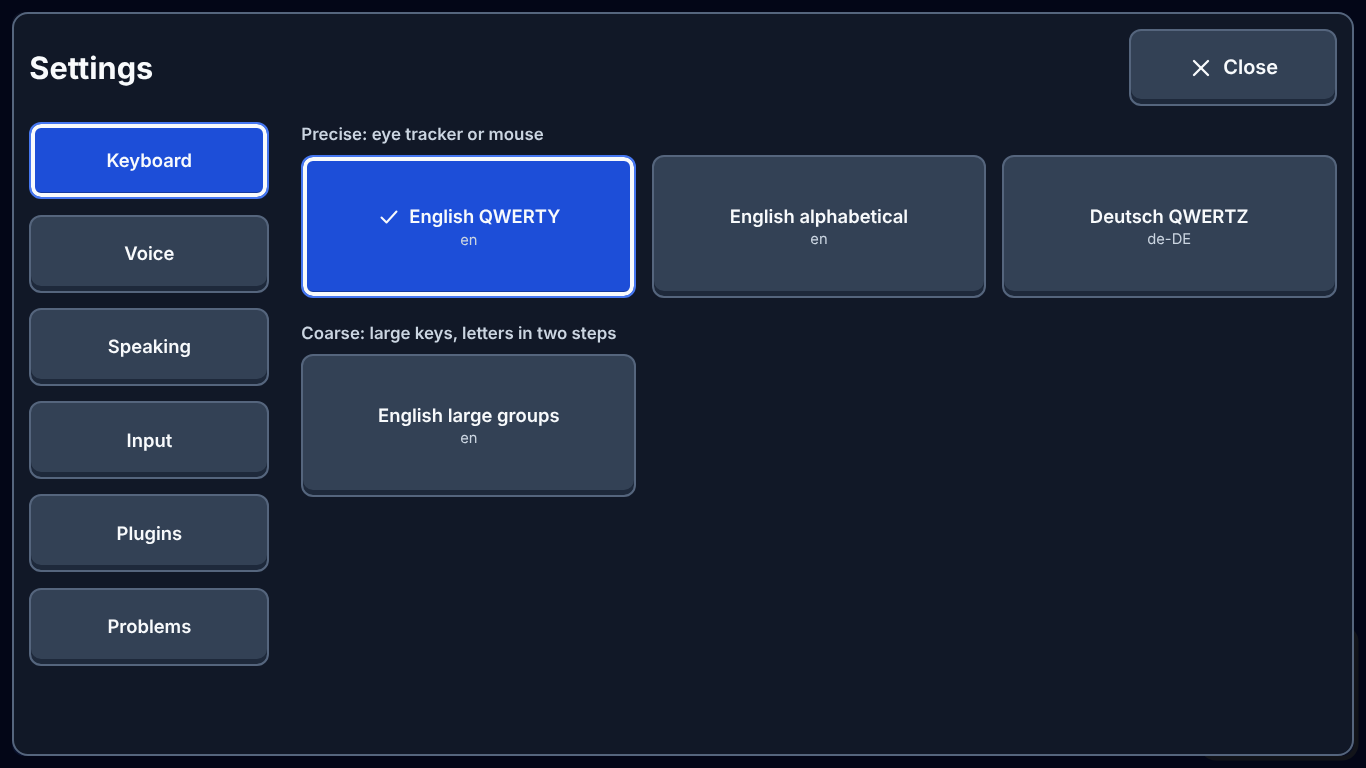 Settings
Close
Keyboard
Voice
Speaking
Input
Plugins
Problems
Precise: eye tracker or mouse
English QWERTY
en
English alphabetical
en
Deutsch QWERTZ
de-DE
Coarse: large keys, letters in two steps
English large groups
en